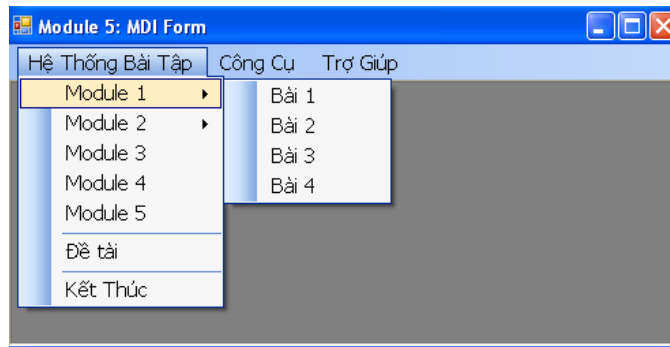 Module 5: MDI Form
Hệ Thống Bài Tập Công Cụ Trợ Giúp
Module 1
Module 2
Module 3
Module 4
Module 5
Đề tài
Kết Thúc
Bài 1
Bài 2
Bài 3
Bài 4